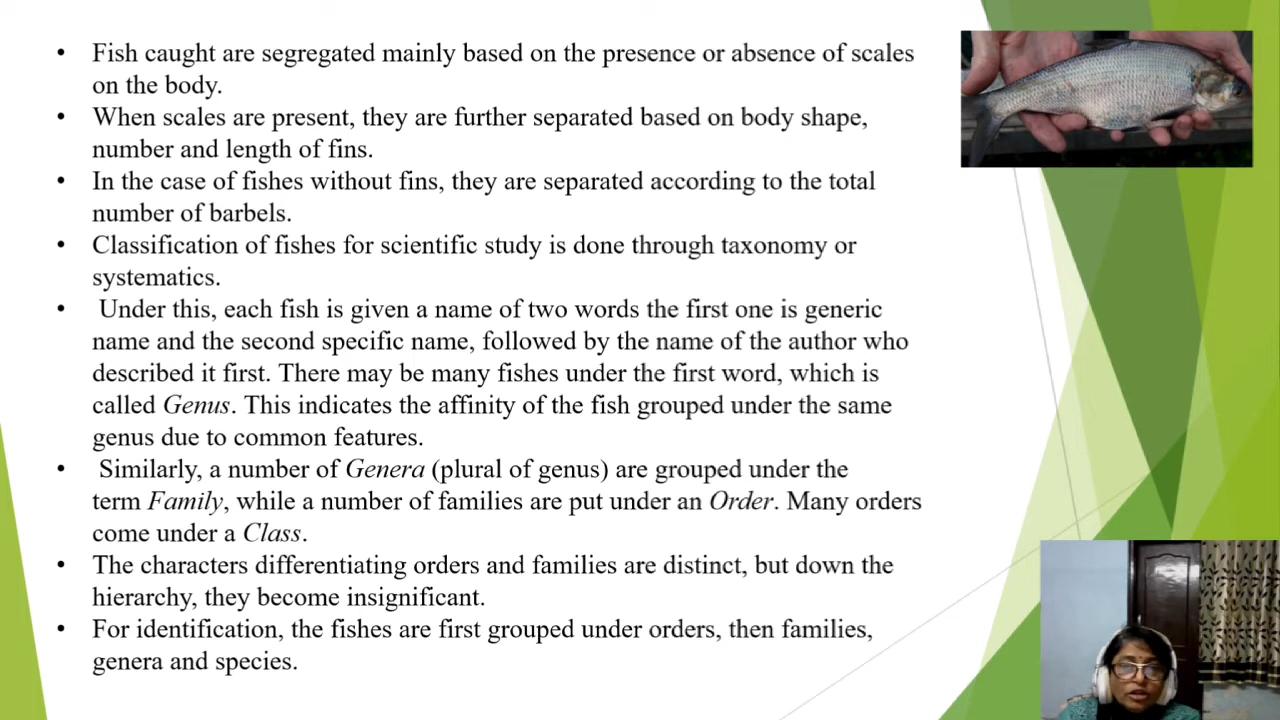 • Fish caught are segregated mainly based on the presence or absence of scales
on the body.
• When scales are present, they are further separated based on body shape,
number and length of fins.
• In the case of fishes without fins, they are separated according to the total
number of barbels.
• Classification of fishes for scientific study is done through taxonomy or
systematics.
• Under this, each fish is given a name of two words the first one is generic
name and the second specific name, followed by the name of the author who
described it first. There may be many fishes under the first word, which is
called Genus. This indicates the affinity of the fish grouped under the same
genus due to common features.
• Similarly, a number of Genera (plural of genus) are grouped under the
term Family, while a number of families are put under an Order. Many orders
come under a Class.
• The characters differentiating orders and families are distinct, but down the
hierarchy, they become insignificant.
• For identification, the fishes are first grouped under orders, then families,
genera and species.